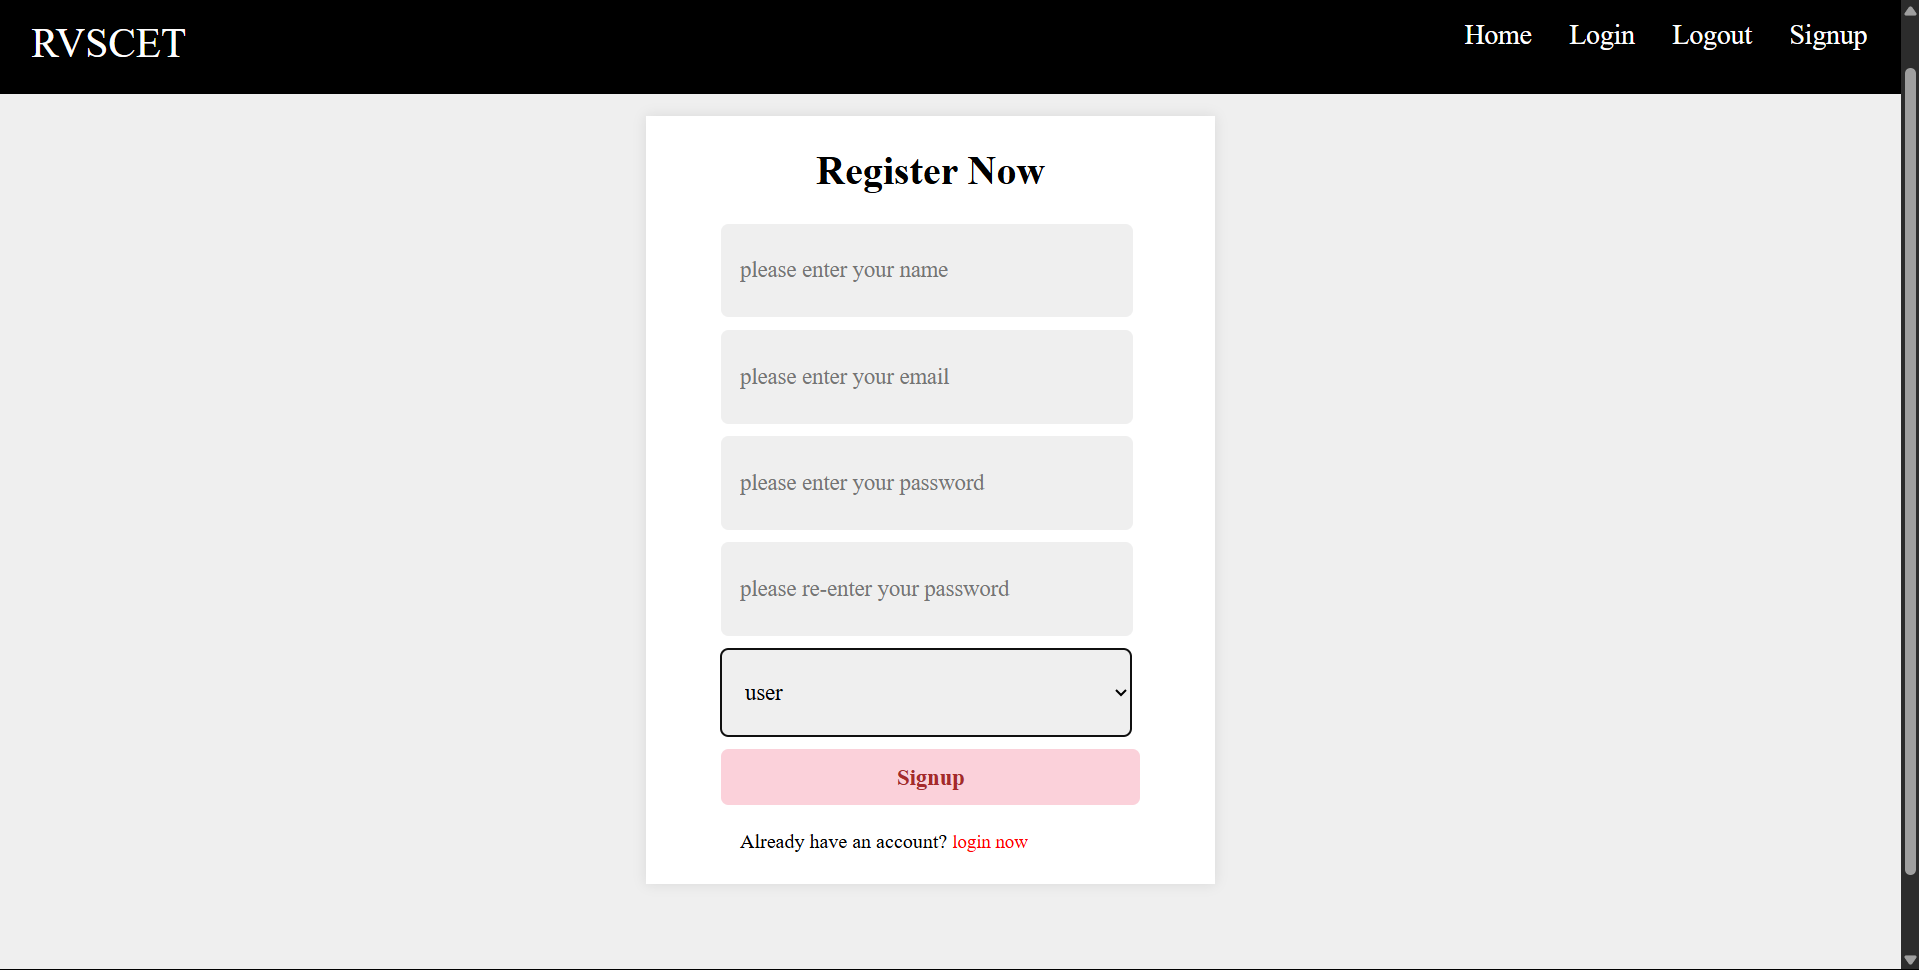 RVSCET
Home Login Logout Signup
Register Now
please enter your name
please enter your email
please enter your password
please re-enter your password
user
Signup
Already have an account? login now